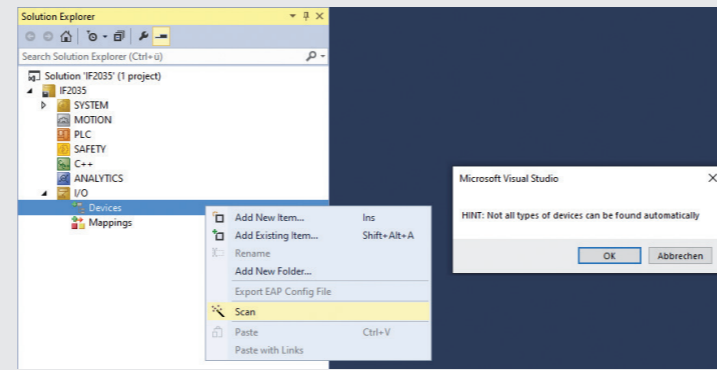 Solution Explorer
Search Solution Explorer (Ctrl+ü)
Solution 'IF2035' (1 project)
IF2035
SYSTEM
MOTION
PLC
SAFETY
C++
ANALYTICS
I/O
Devices
Mappings
Add New Item... Ins
Add Existing Item... Shift+Alt+A
Rename
Add New Folder...
Export EAP Config File
Scan
Paste Ctrl+V
Paste with Links
Microsoft Visual Studio
HINT: Not all types of devices can be found automatically
OK Abbrechen